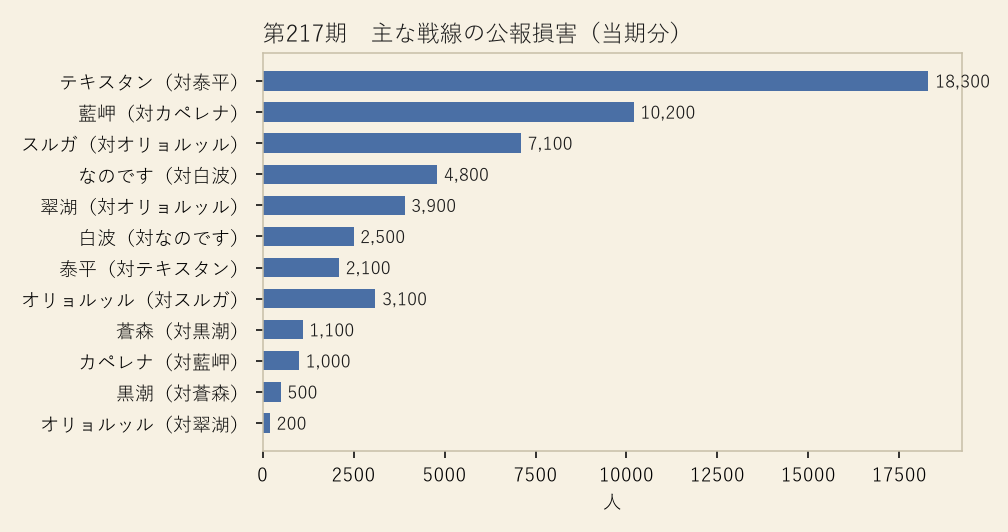 第217期　主な戦線の公報損害（当期分）
テキスタン（対泰平） 18,300
藍岬（対カペレナ） 10,200
スルガ（対オリョルッル） 7,100
なのです（対白波） 4,800
翠湖（対オリョルッル） 3,900
白波（対なのです） 2,500
泰平（対テキスタン） 2,100
オリョルッル（対スルガ） 3,100
蒼森（対黒潮） 1,100
カペレナ（対藍岬） 1,000
黒潮（対蒼森） 500
オリョルッル（対翠湖） 200
0 2500 5000 7500 10000 12500 15000 17500
人